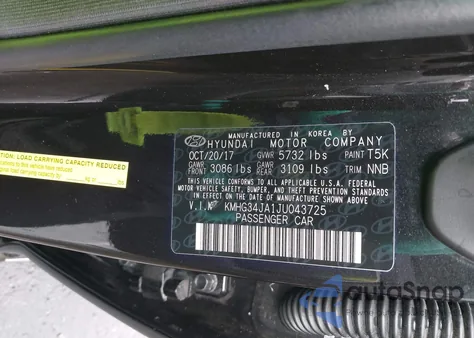 MANUFACTURED IN KOREA BY
HYUNDAI MOTOR COMPANY
OCT/20/17 GVWR 5732 lbs PAINT T5K
GAWR FRT 3086 lbs GAWR RR 3109 lbs TRIM NNB
THIS VEHICLE CONFORMS TO ALL APPLICABLE U.S.A. FEDERAL
MOTOR VEHICLE SAFETY, BUMPER, AND THEFT PREVENTION
STANDARDS IN EFFECT ON THE DATE OF MANUFACTURE SHOWN ABOVE.
V.I.N. KMHG34JA1JU043725
PASSENGER CAR
CAUTION: LOAD CARRYING CAPACITY REDUCED
autoSnap